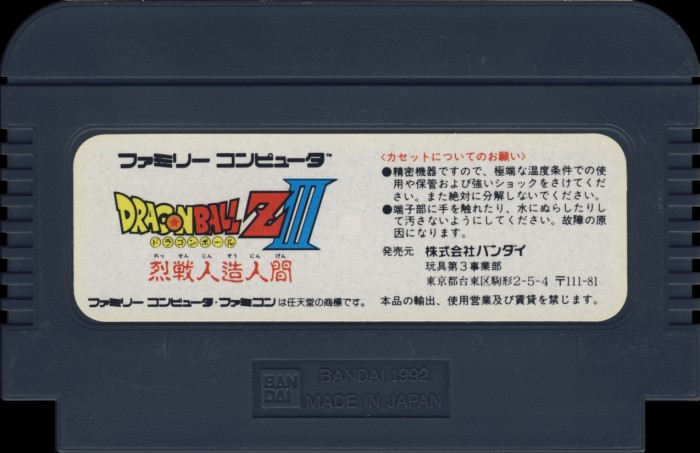 ファミリー コンピュータ™
DRAGON BALL Z III
ドラゴンボール
れっ せん じん ぞう にん げん
烈戦人造人間
ファミリー コンピュータ・ファミコンは任天堂の商標です。
〈カセットについてのお願い〉
●精密機器ですので、極端な温度条件での使
用や保管および強いショックをさけてくださ
い。また絶対に分解しないでください。
●端子部に手を触れたり、水にぬらしたりし
て汚さないようにしてください。故障の原
因になります。
発売元 株式会社バンダイ
玩具第3事業部
東京都台東区駒形2-5-4 〒111-81
本品の輸出、使用営業及び賃貸を禁じます。
BAN
DAI
BANDAI 1992
MADE IN JAPAN